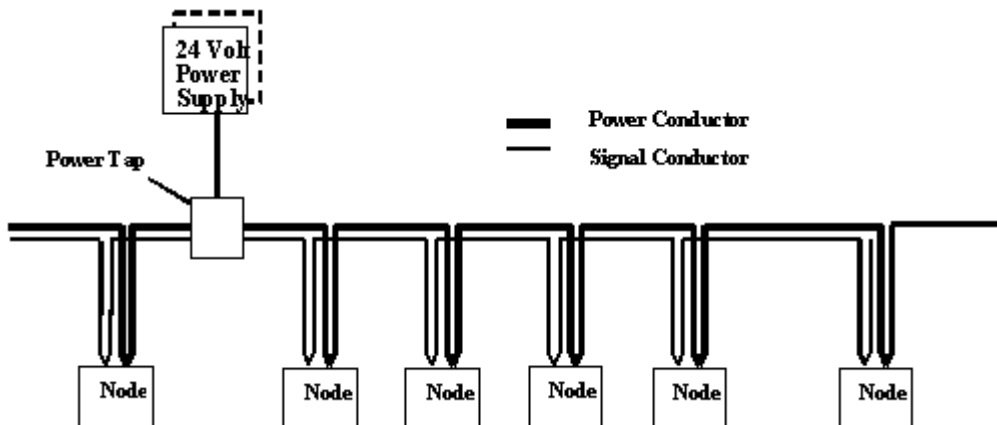 24 Volt
Power
Supply
Power Conductor
Signal Conductor
Power Tap
Node
Node
Node
Node
Node
Node